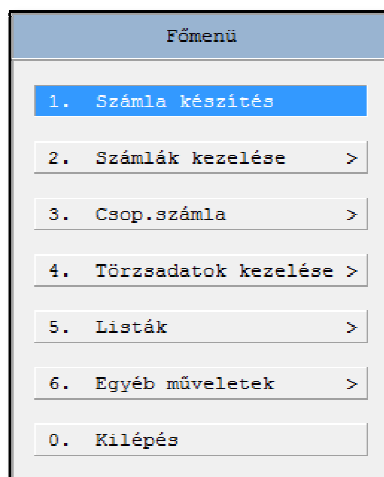 Főmenü
1. Számla készítés
2. Számlák kezelése >
3. Csop.számla >
4. Törzsadatok kezelése >
5. Listák >
6. Egyéb műveletek >
0. Kilépés